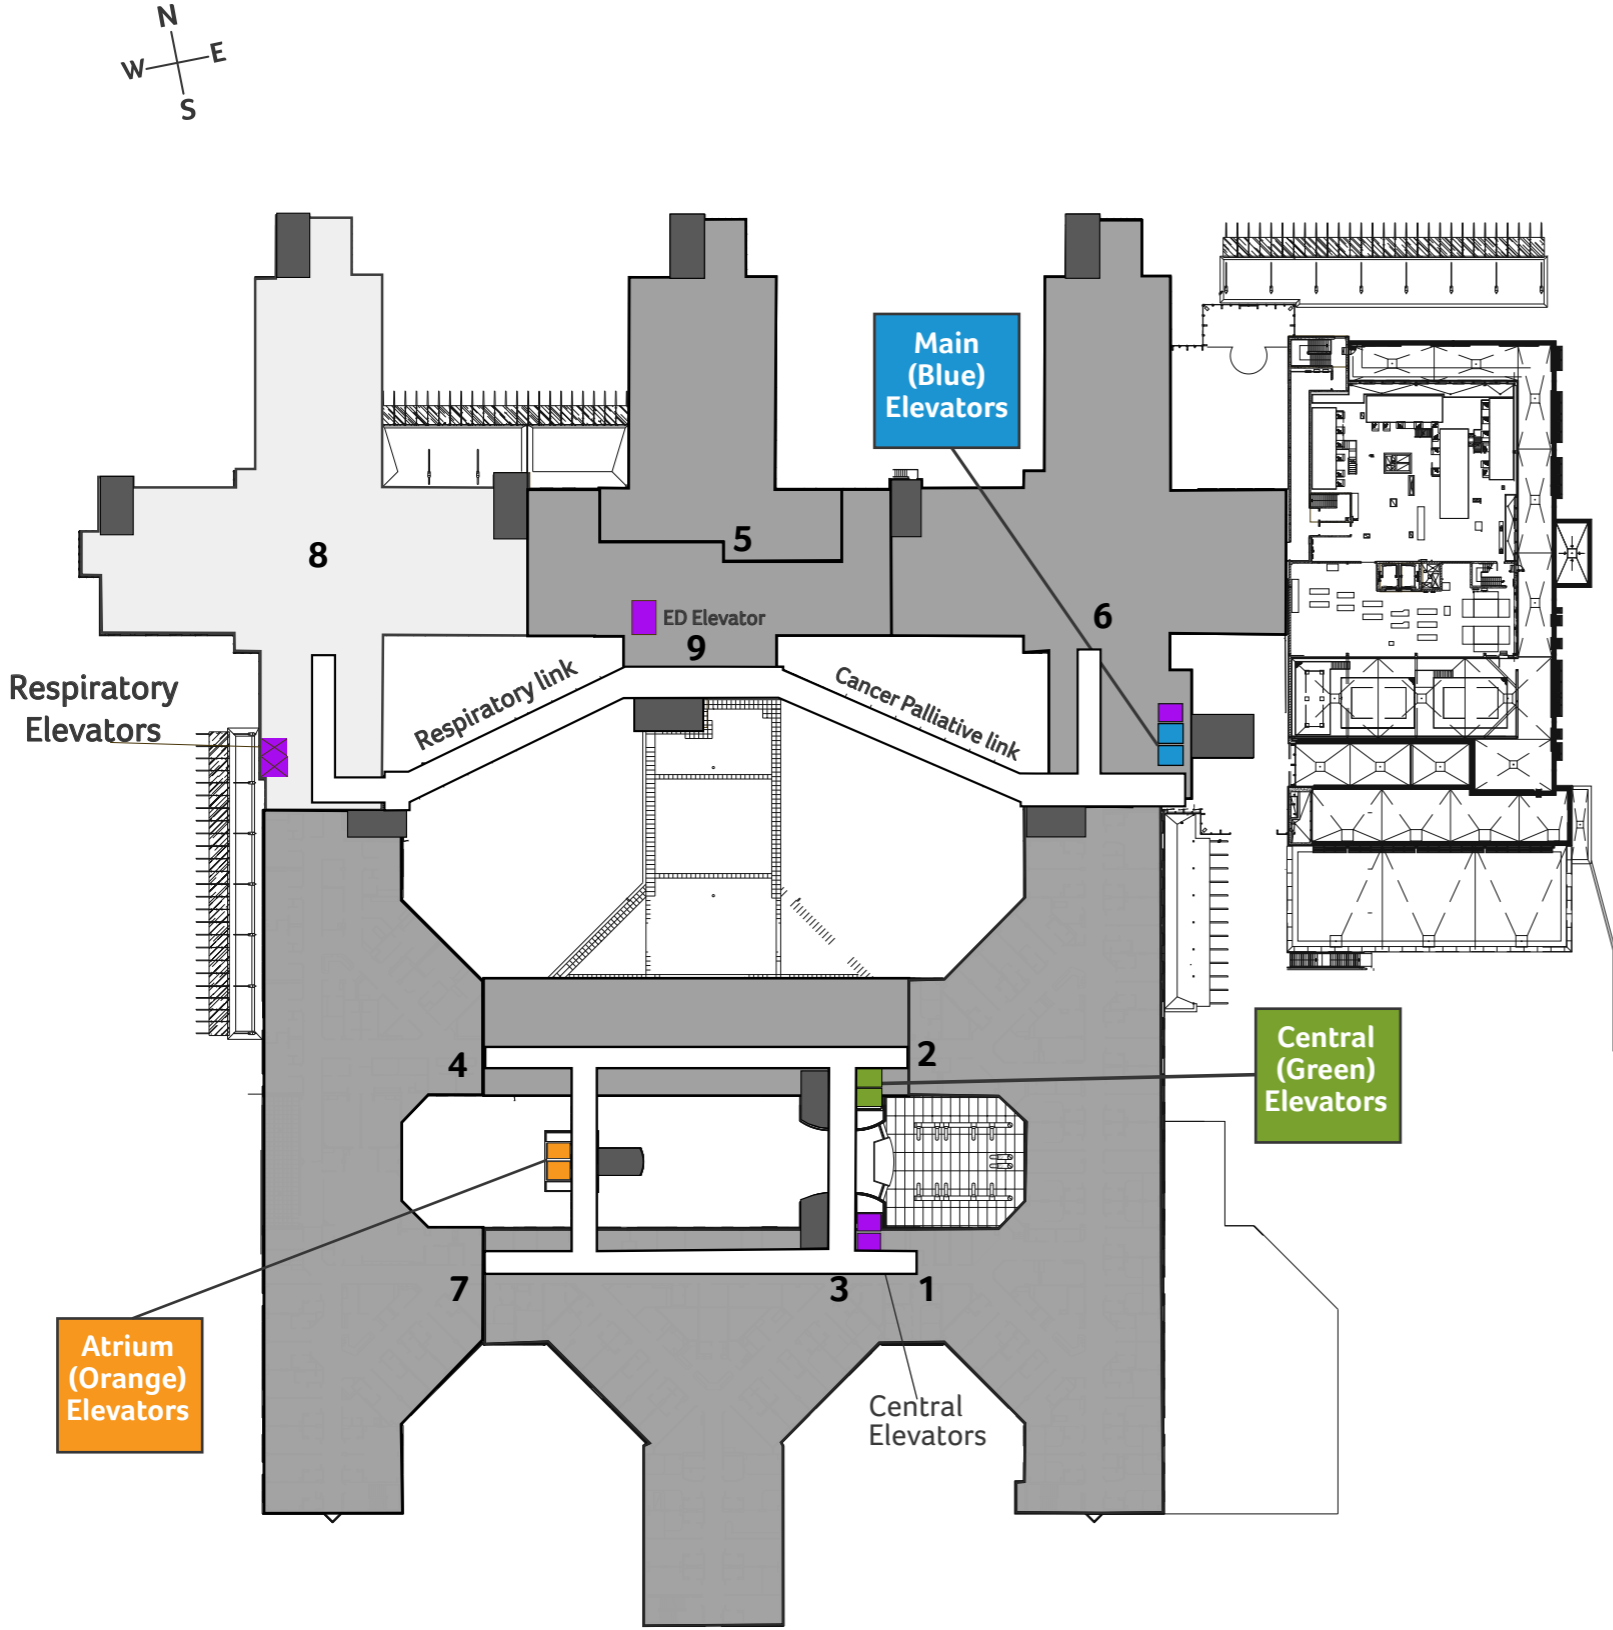 N
W
E
S
Main
(Blue)
Elevators
5
8
ED Elevator
6
9
Respiratory link
Cancer Palliative link
Respiratory
Elevators
Central
(Green)
Elevators
2
4
7
3
1
Atrium
(Orange)
Elevators
Central
Elevators